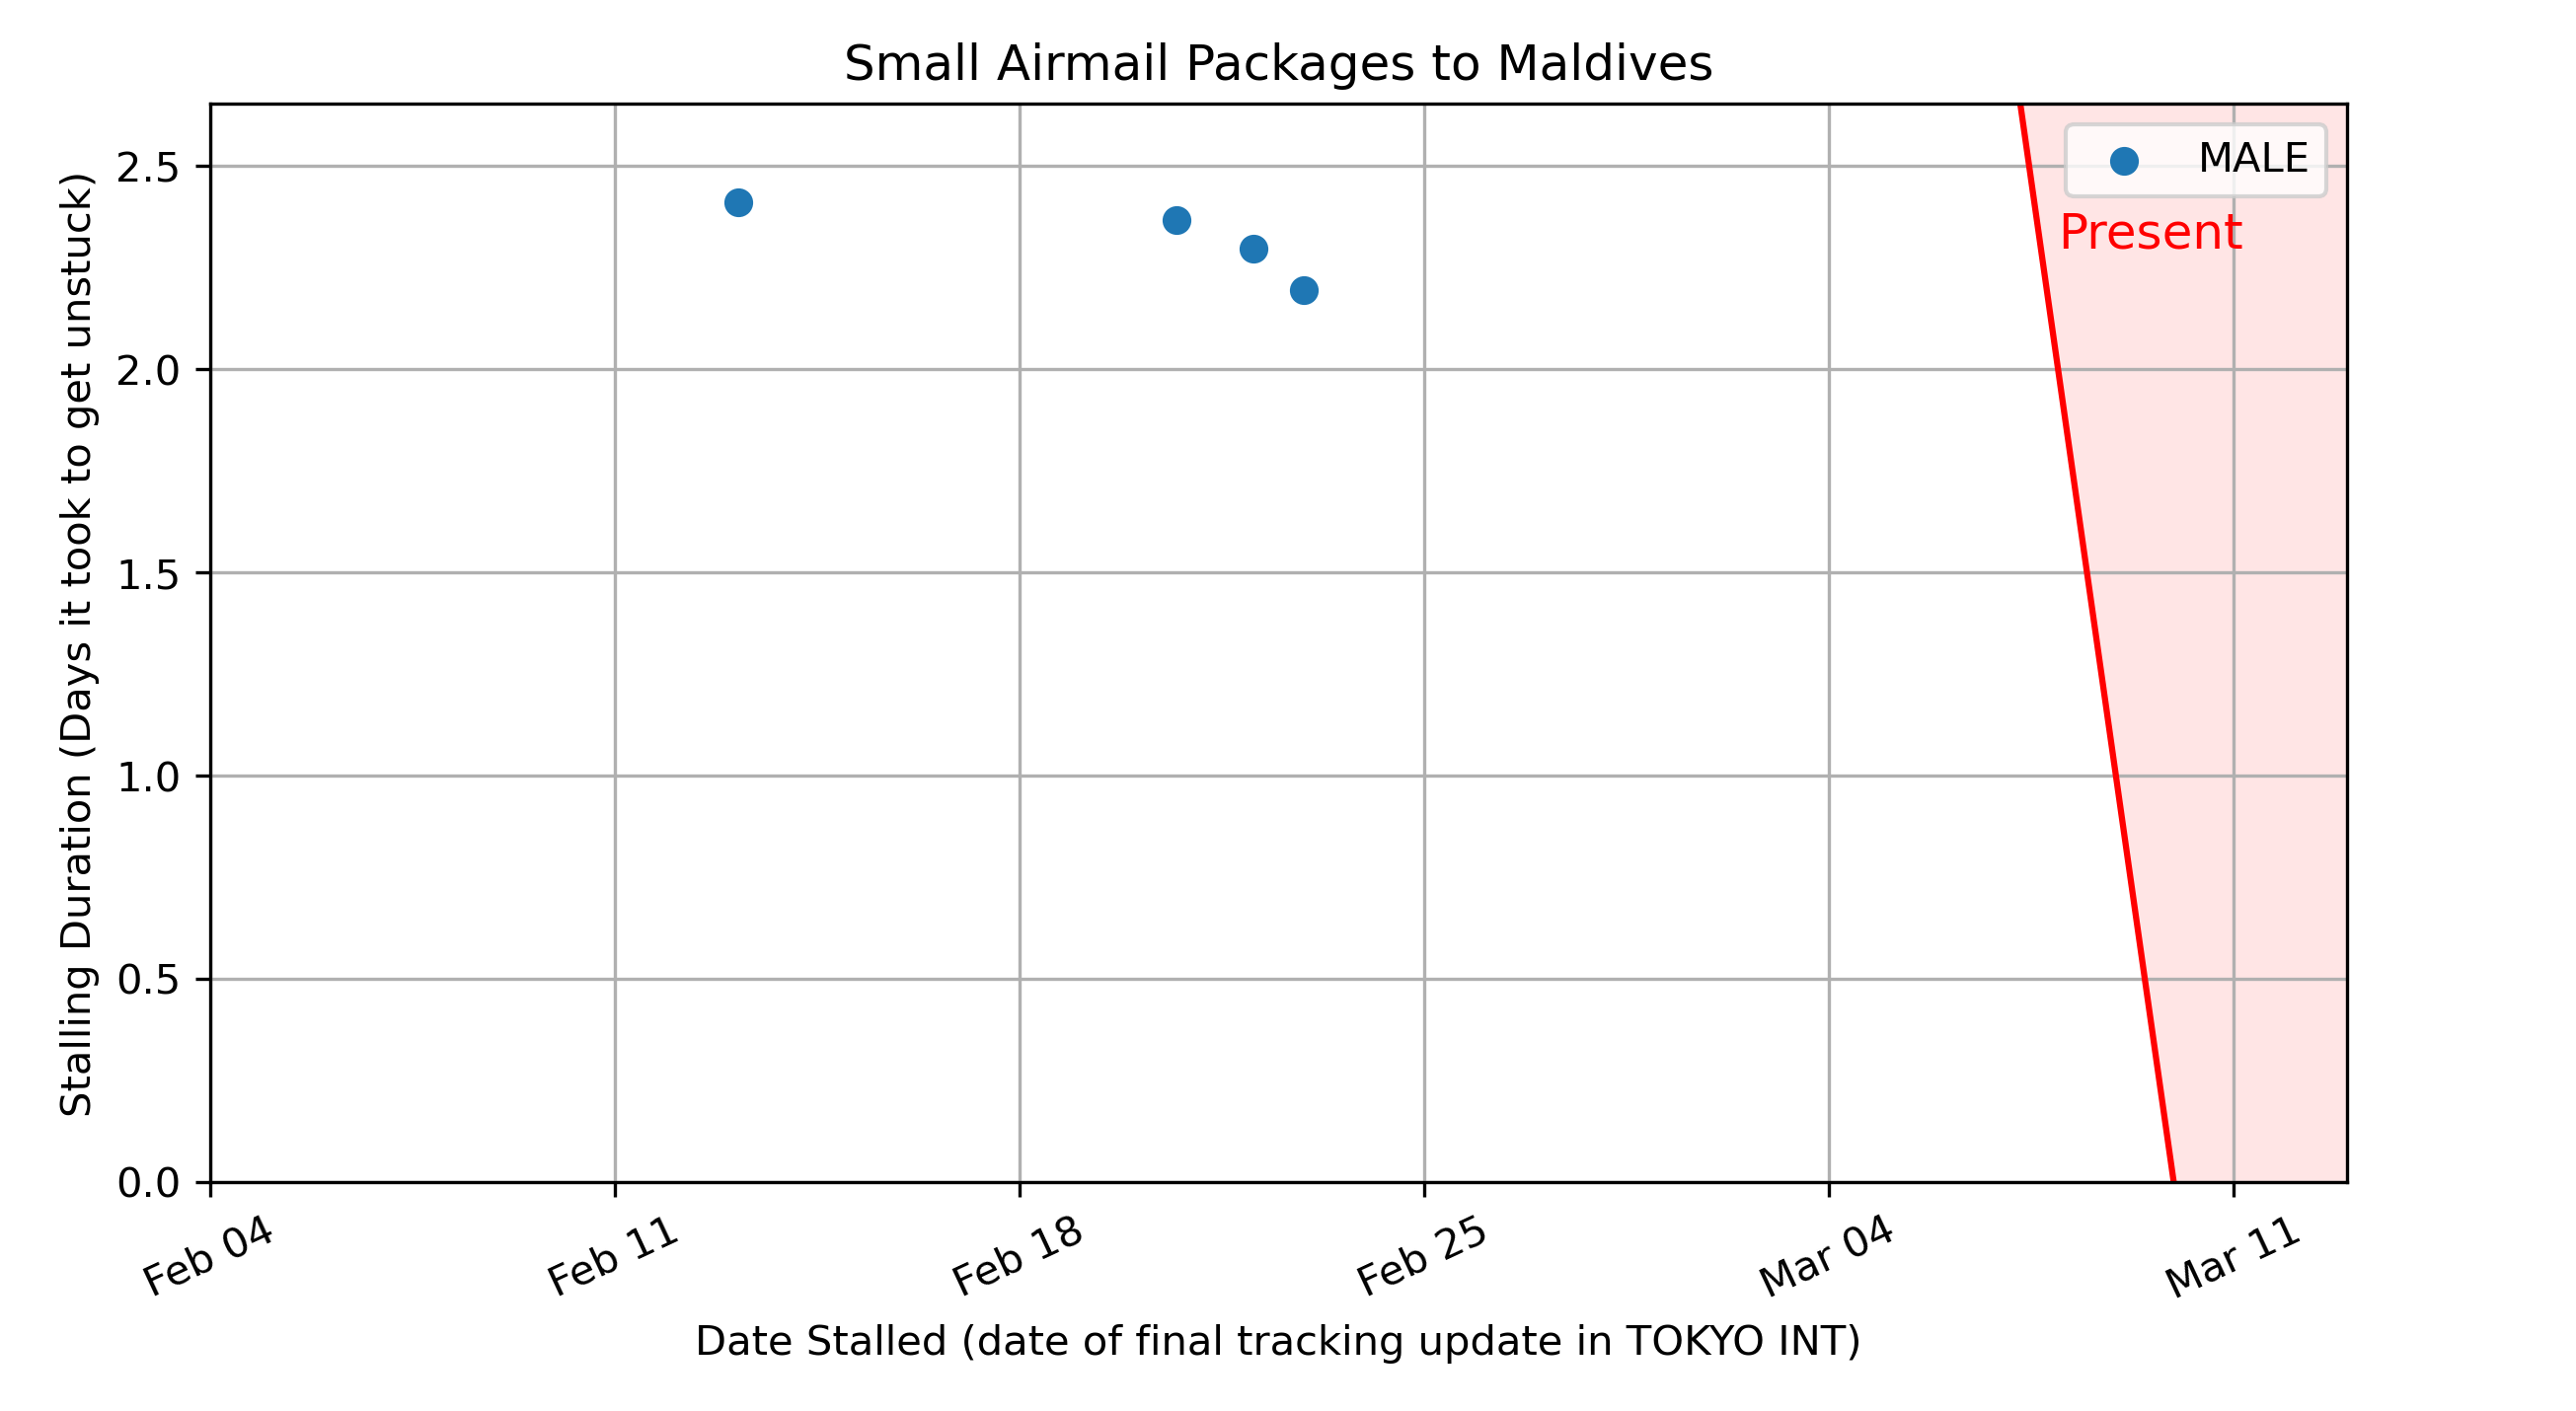 Small Airmail Packages to Maldives
Stalling Duration (Days it took to get unstuck)
2.5
2.0
1.5
1.0
0.5
0.0
MALE
Present
Feb 04
Feb 11
Feb 18
Feb 25
Mar 04
Mar 11
Date Stalled (date of final tracking update in TOKYO INT)